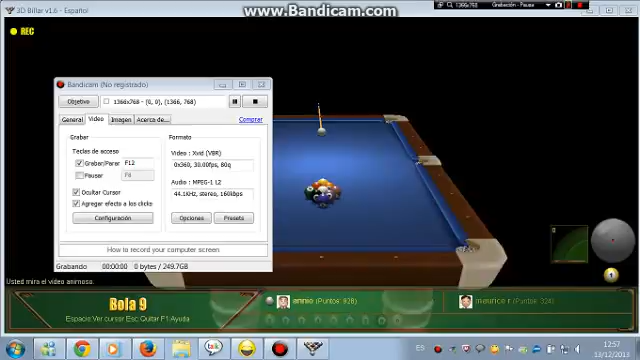 www.Bandicam.com
3D Billar v1.6 - Español
1366x768
Grabación - Pausa
REC
Bandicam (No registrado)
Objetivo
1366x768 - (0, 0), (1366, 768)
General
Video
Imagen
Acerca de...
Comprar
Grabar
Teclas de acceso
Grabar/Parar
F12
Pausar
Ocultar Cursor
Agregar efecto a los clicks
Configuración
Formato
Video : Xvid (VBR)
0x360, 30.00fps, 80q
Audio : MPEG-1 L2
44.1KHz, stereo, 160kbps
Opciones
Presets
How to record your computer screen
Grabando
00:00:00
0 bytes / 249.7GB
Usted mira el video animoso.
Bola 9
Espacio:Ver cursor Esc:Quitar F1:Ayuda
ennio (Puntos: 828)
maurice r (Puntos: 324)
talk
ES
12:57
13/12/2013